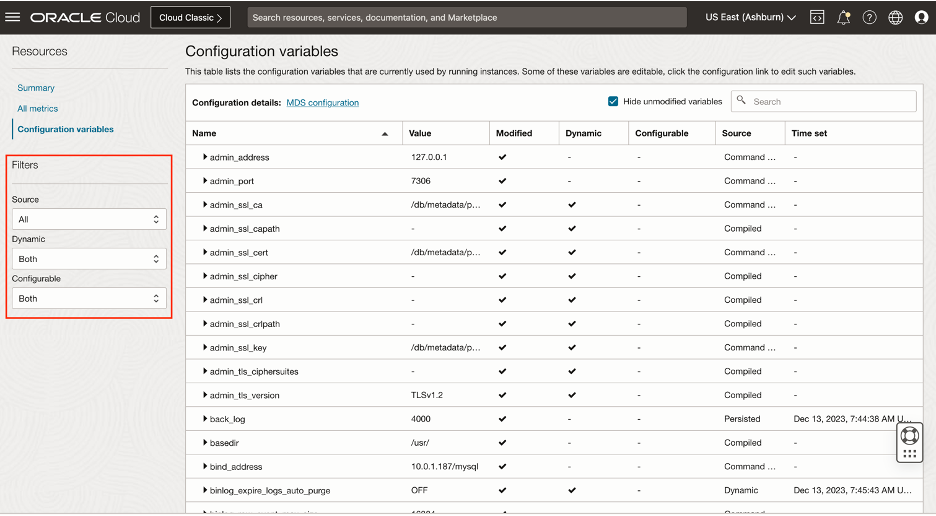 ORACLE Cloud
Cloud Classic >
Search resources, services, documentation, and Marketplace
US East (Ashburn)
Resources
Summary
All metrics
Configuration variables
Filters
Source
All
Dynamic
Both
Configurable
Both
Configuration variables
This table lists the configuration variables that are currently used by running instances. Some of these variables are editable, click the configuration link to edit such variables.
Configuration details: MDS configuration
Hide unmodified variables
Search
Name Value Modified Dynamic Configurable Source Time set
admin_address 127.0.0.1 - - Command ... -
admin_port 7306 - - Command ... -
admin_ssl_ca /db/metadata/p... - Command ... -
admin_ssl_capath - - Compiled -
admin_ssl_cert /db/metadata/p... - Command ... -
admin_ssl_cipher - - Compiled -
admin_ssl_crl - - Compiled -
admin_ssl_crlpath - - Compiled -
admin_ssl_key /db/metadata/p... - Command ... -
admin_tls_ciphersuites - - Compiled -
admin_tls_version TLSv1.2 - Compiled -
back_log 4000 - - Persisted Dec 13, 2023, 7:44:38 AM U...
basedir /usr/ - - Compiled -
bind_address 10.0.1.187/mysql - - Command ... -
binlog_expire_logs_auto_purge OFF - Dynamic Dec 13, 2023, 7:45:43 AM U...